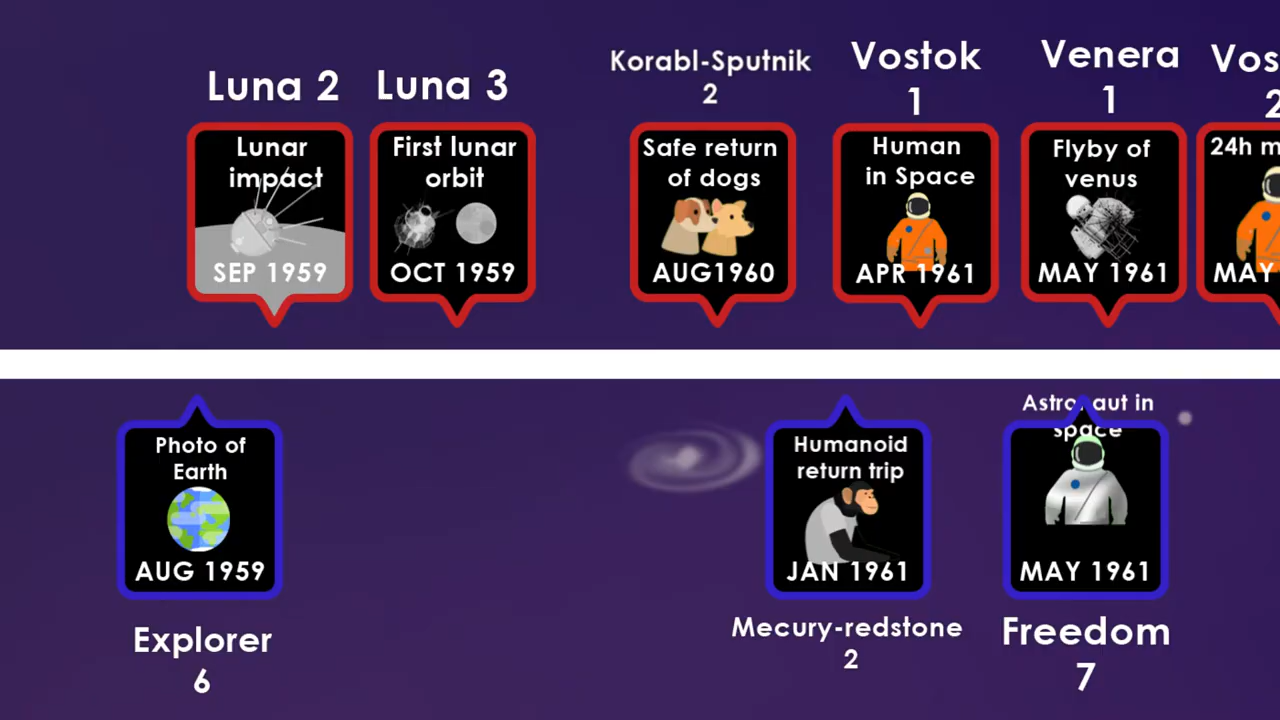 Luna 2
Lunar
impact
SEP 1959
Luna 3
First lunar
orbit
OCT 1959
Korabl-Sputnik
2
Safe return
of dogs
AUG1960
Vostok
1
Human
in Space
APR 1961
Venera
1
Flyby of
venus
MAY 1961
Vos
2
24h m
MAY
Photo of
Earth
AUG 1959
Explorer
6
Humanoid
return trip
JAN 1961
Mecury-redstone
2
Astronaut in
space
MAY 1961
Freedom
7